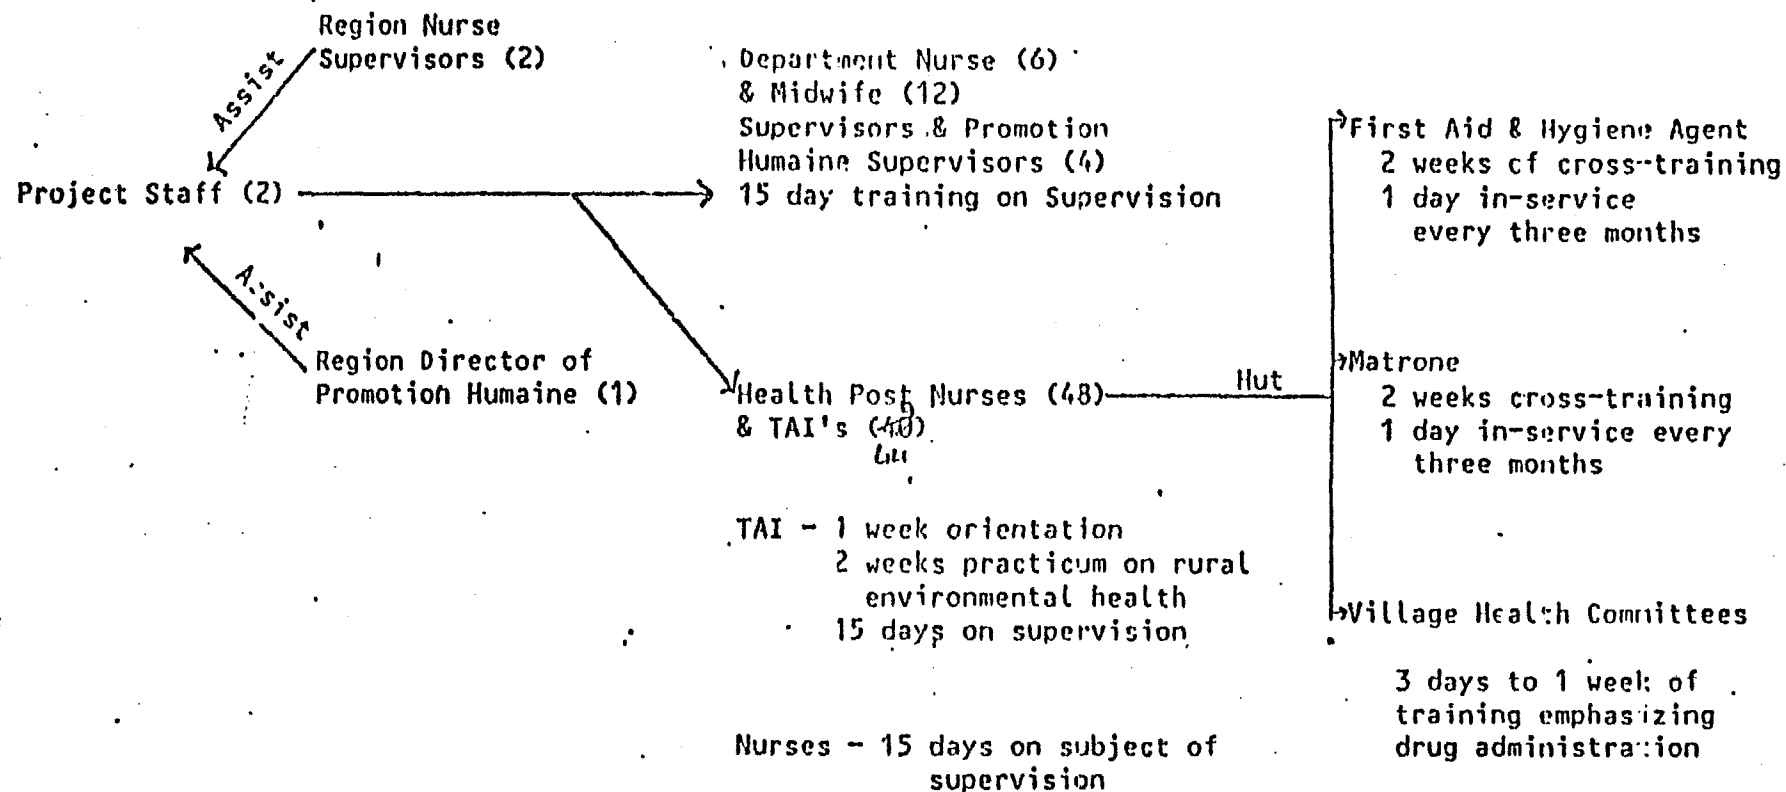 Region Nurse
Supervisors (2)
Assist
Project Staff (2)
Assist
Region Director of
Promotion Humaine (1)
Department Nurse (6)
& Midwife (12)
Supervisors & Promotion
Humaine Supervisors (4)
15 day training on Supervision
Health Post Nurses (48)
& TAI's
TAI - 1 week orientation
2 weeks practicum on rural
environmental health
15 days on supervision
Nurses - 15 days on subject of
supervision
Hut
First Aid & Hygiene Agent
2 weeks of cross-training
1 day in-service
every three months
Matrone
2 weeks cross-training
1 day in-service every
three months
Village Health Committees
3 days to 1 week of
training emphasizing
drug administration